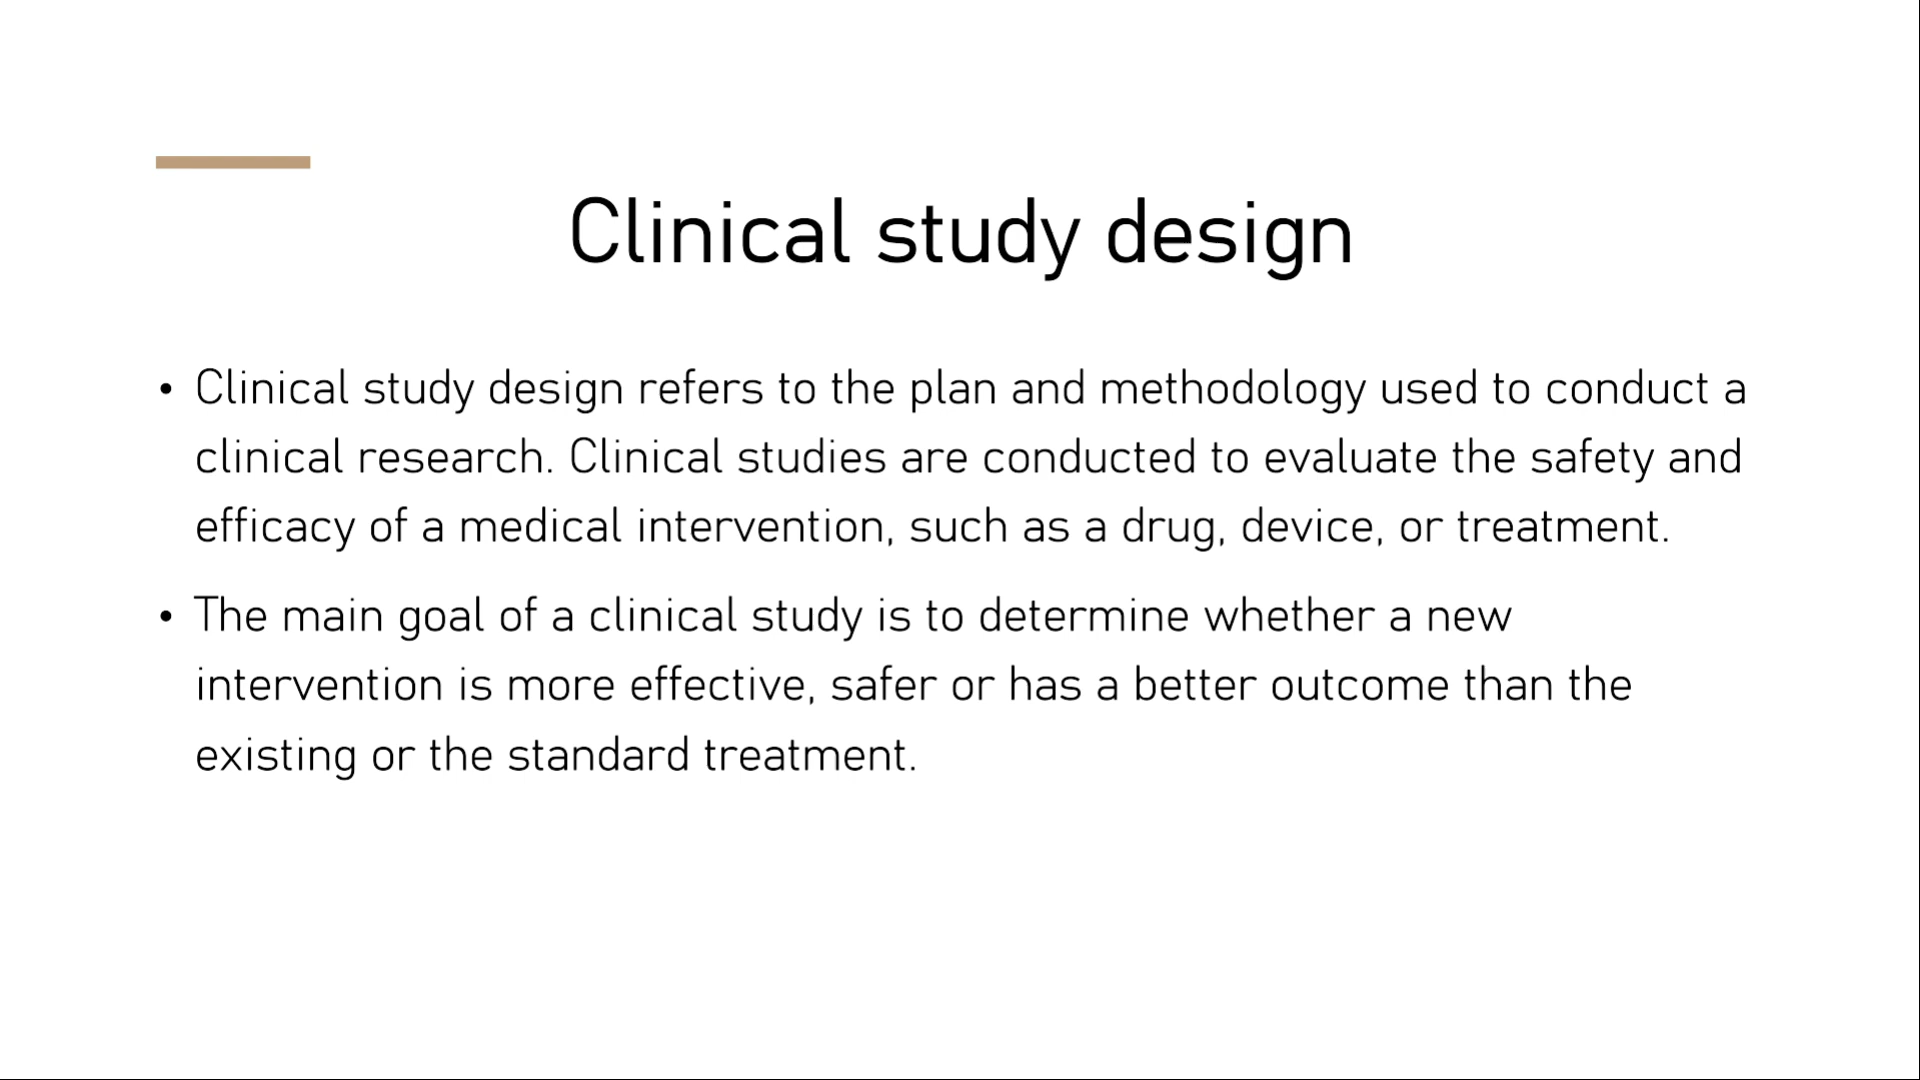 Clinical study design
• Clinical study design refers to the plan and methodology used to conduct a
clinical research. Clinical studies are conducted to evaluate the safety and
efficacy of a medical intervention, such as a drug, device, or treatment.
• The main goal of a clinical study is to determine whether a new
intervention is more effective, safer or has a better outcome than the
existing or the standard treatment.